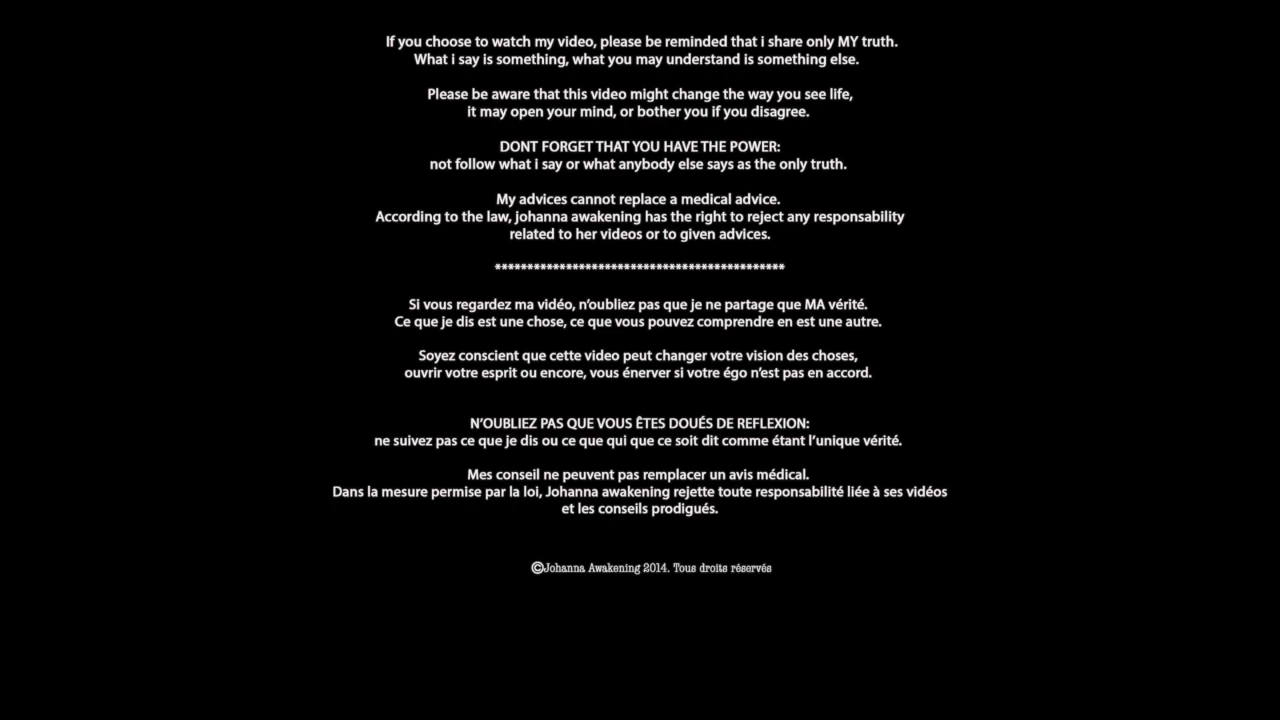 If you choose to watch my video, please be reminded that i share only MY truth.
What i say is something, what you may understand is something else.
Please be aware that this video might change the way you see life,
it may open your mind, or bother you if you disagree.
DONT FORGET THAT YOU HAVE THE POWER:
not follow what i say or what anybody else says as the only truth.
My advices cannot replace a medical advice.
According to the law, johanna awakening has the right to reject any responsability
related to her videos or to given advices.
*********************************************
Si vous regardez ma vidéo, n'oubliez pas que je ne partage que MA vérité.
Ce que je dis est une chose, ce que vous pouvez comprendre en est une autre.
Soyez conscient que cette video peut changer votre vision des choses,
ouvrir votre esprit ou encore, vous énerver si votre égo n'est pas en accord.
N'OUBLIEZ PAS QUE VOUS ÊTES DOUÉS DE REFLEXION:
ne suivez pas ce que je dis ou ce que qui que ce soit dit comme étant l'unique vérité.
Mes conseil ne peuvent pas remplacer un avis médical.
Dans la mesure permise par la loi, Johanna awakening rejette toute responsabilité liée à ses vidéos
et les conseils prodigués.
©Johanna Awakening 2014. Tous droits réservés